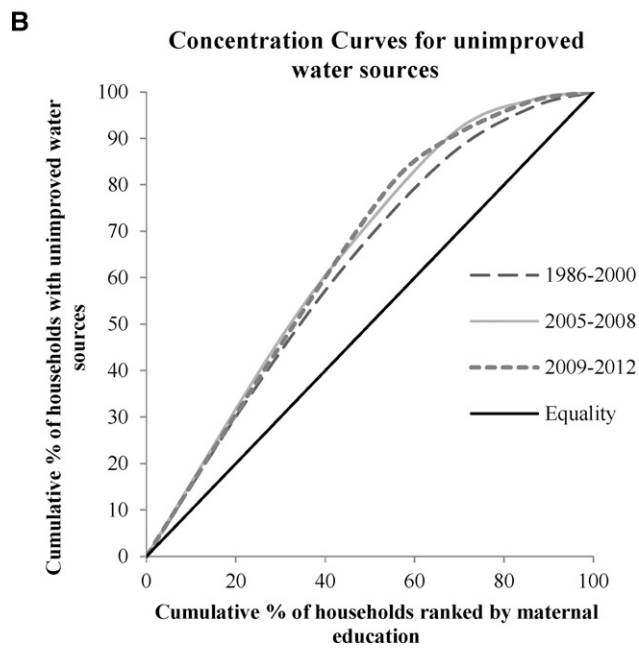 B
Concentration Curves for unimproved
water sources
Cumulative % of households with unimproved water
sources
100
90
80
70
60
50
40
30
20
10
0
0 20 40 60 80 100
Cumulative % of households ranked by maternal
education
1986-2000
2005-2008
2009-2012
Equality